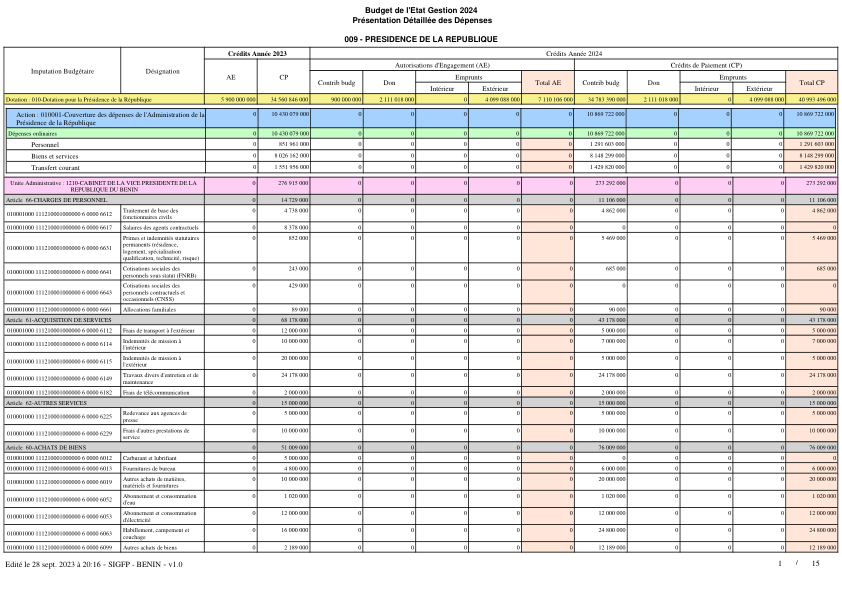 Budget de l'Etat Gestion 2024
Présentation Détaillée des Dépenses
009 - PRESIDENCE DE LA REPUBLIQUE
Imputation Budgétaire Désignation Crédits Année 2023 Crédits Année 2024
AE CP Autorisations d'Engagement (AE) Crédits de Paiement (CP)
Contrib budg Don Emprunts Total AE Contrib budg Don Emprunts Total CP
Intérieur Extérieur Intérieur Extérieur
Dotation : 010-Dotation pour la Présidence de la République 5 900 000 000 34 560 846 000 900 000 000 2 111 018 000 0 4 099 088 000 7 110 106 000 34 783 390 000 2 111 018 000 0 4 099 088 000 40 993 496 000
Action : 010001-Couverture des dépenses de l'Administration de la 0 10 430 079 000 0 0 0 0 0 10 869 722 000 0 0 0 10 869 722 000
Présidence de la République
Dépenses ordinaires 0 10 430 079 000 0 0 0 0 0 10 869 722 000 0 0 0 10 869 722 000
Personnel 0 851 961 000 0 0 0 0 0 1 291 603 000 0 0 0 1 291 603 000
Biens et services 0 8 026 162 000 0 0 0 0 0 8 148 299 000 0 0 0 8 148 299 000
Transfert courant 0 1 551 956 000 0 0 0 0 0 1 429 820 000 0 0 0 1 429 820 000
Unite Administrative : 1210-CABINET DE LA VICE PRESIDENTE DE LA 0 276 915 000 0 0 0 0 0 273 292 000 0 0 0 273 292 000
REPUBLIQUE DU BENIN
Article 66-CHARGES DE PERSONNEL 0 14 729 000 0 0 0 0 0 11 106 000 0 0 0 11 106 000
010001000 111210001000000 6 0000 6612 Traitement de base des 0 4 738 000 0 0 0 0 0 4 862 000 0 0 0 4 862 000
fonctionnaires civils
010001000 111210001000000 6 0000 6617 Salaires des agents contractuels 0 8 378 000 0 0 0 0 0 0 0 0 0 0
010001000 111210001000000 6 0000 6631 Primes et indemnités statutaires 0 852 000 0 0 0 0 0 5 469 000 0 0 0 5 469 000
permanents (résidence,
logement, spécialisation
qualification, technicité, risque)
010001000 111210001000000 6 0000 6641 Cotisations sociales des 0 243 000 0 0 0 0 0 685 000 0 0 0 685 000
personnels sous statut (FNRB)
010001000 111210001000000 6 0000 6643 Cotisations sociales des 0 429 000 0 0 0 0 0 0 0 0 0 0
personnels contractuels et
occasionnels (CNSS)
010001000 111210001000000 6 0000 6661 Allocations familiales 0 89 000 0 0 0 0 0 90 000 0 0 0 90 000
Article 61-ACQUISITION DE SERVICES 0 68 178 000 0 0 0 0 0 43 178 000 0 0 0 43 178 000
010001000 111210001000000 6 0000 6112 Frais de transport à l'extérieur 0 12 000 000 0 0 0 0 0 5 000 000 0 0 0 5 000 000
010001000 111210001000000 6 0000 6114 Indemnités de mission à 0 10 000 000 0 0 0 0 0 7 000 000 0 0 0 7 000 000
l'intérieur
010001000 111210001000000 6 0000 6115 Indemnités de mission à 0 20 000 000 0 0 0 0 0 5 000 000 0 0 0 5 000 000
l'extérieur
010001000 111210001000000 6 0000 6149 Travaux divers d'entretien et de 0 24 178 000 0 0 0 0 0 24 178 000 0 0 0 24 178 000
maintenance
010001000 111210001000000 6 0000 6182 Frais de télécommunication 0 2 000 000 0 0 0 0 0 2 000 000 0 0 0 2 000 000
Article 62-AUTRES SERVICES 0 15 000 000 0 0 0 0 0 15 000 000 0 0 0 15 000 000
010001000 111210001000000 6 0000 6225 Redevance aux agences de 0 5 000 000 0 0 0 0 0 5 000 000 0 0 0 5 000 000
presse
010001000 111210001000000 6 0000 6229 Frais d'autres prestations de 0 10 000 000 0 0 0 0 0 10 000 000 0 0 0 10 000 000
service
Article 60-ACHATS DE BIENS 0 51 009 000 0 0 0 0 0 76 009 000 0 0 0 76 009 000
010001000 111210001000000 6 0000 6012 Carburant et lubrifiant 0 5 000 000 0 0 0 0 0 0 0 0 0 0
010001000 111210001000000 6 0000 6013 Fournitures de bureau 0 4 800 000 0 0 0 0 0 6 000 000 0 0 0 6 000 000
010001000 111210001000000 6 0000 6019 Autres achats de matières, 0 10 000 000 0 0 0 0 0 20 000 000 0 0 0 20 000 000
matériels et fournitures
010001000 111210001000000 6 0000 6052 Abonnement et consommation 0 1 020 000 0 0 0 0 0 1 020 000 0 0 0 1 020 000
d'eau
010001000 111210001000000 6 0000 6053 Abonnement et consommation 0 12 000 000 0 0 0 0 0 12 000 000 0 0 0 12 000 000
d'électricité
010001000 111210001000000 6 0000 6063 Habillement, campement et 0 16 000 000 0 0 0 0 0 24 800 000 0 0 0 24 800 000
couchage
010001000 111210001000000 6 0000 6099 Autres achats de biens 0 2 189 000 0 0 0 0 0 12 189 000 0 0 0 12 189 000
Edité le 28 sept. 2023 à 20:16 - SIGFP - BENIN - v1.0 1 / 15